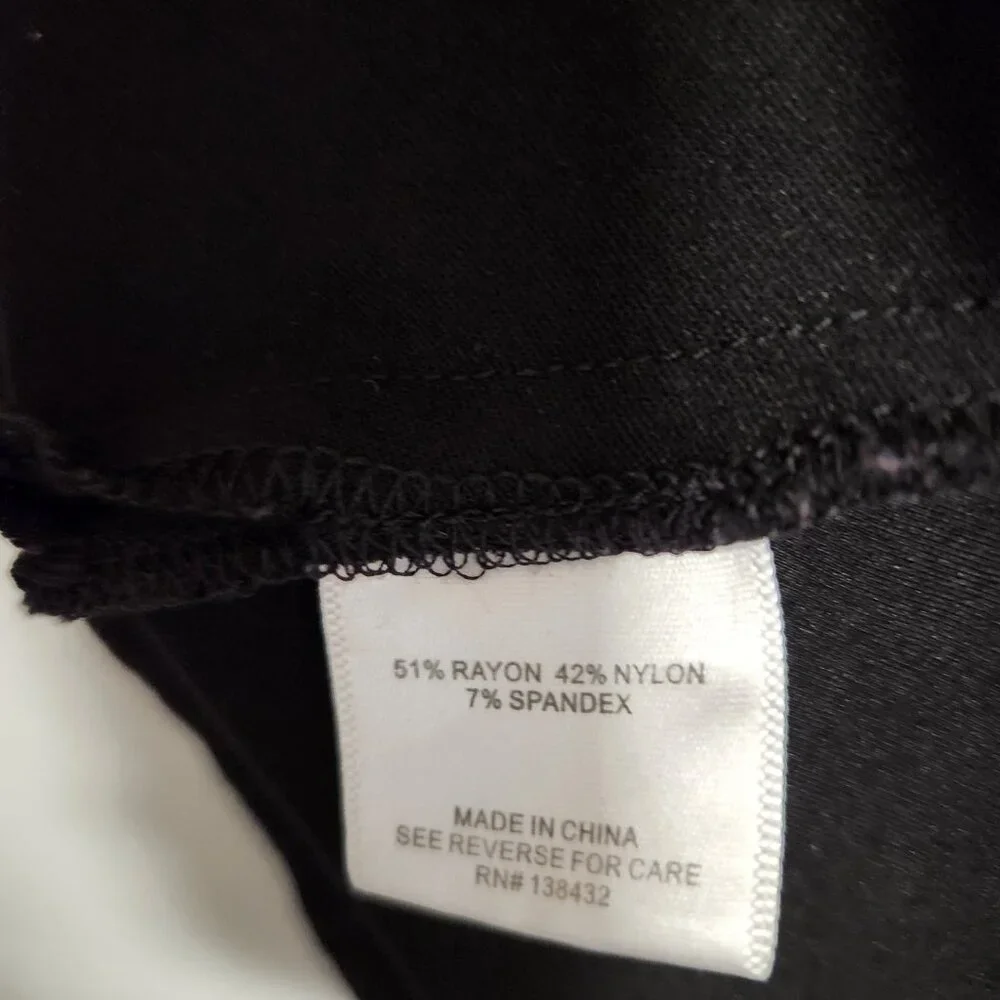 51% RAYON 42% NYLON
7% SPANDEX
MADE IN CHINA
SEE REVERSE FOR CARE
RN# 138432